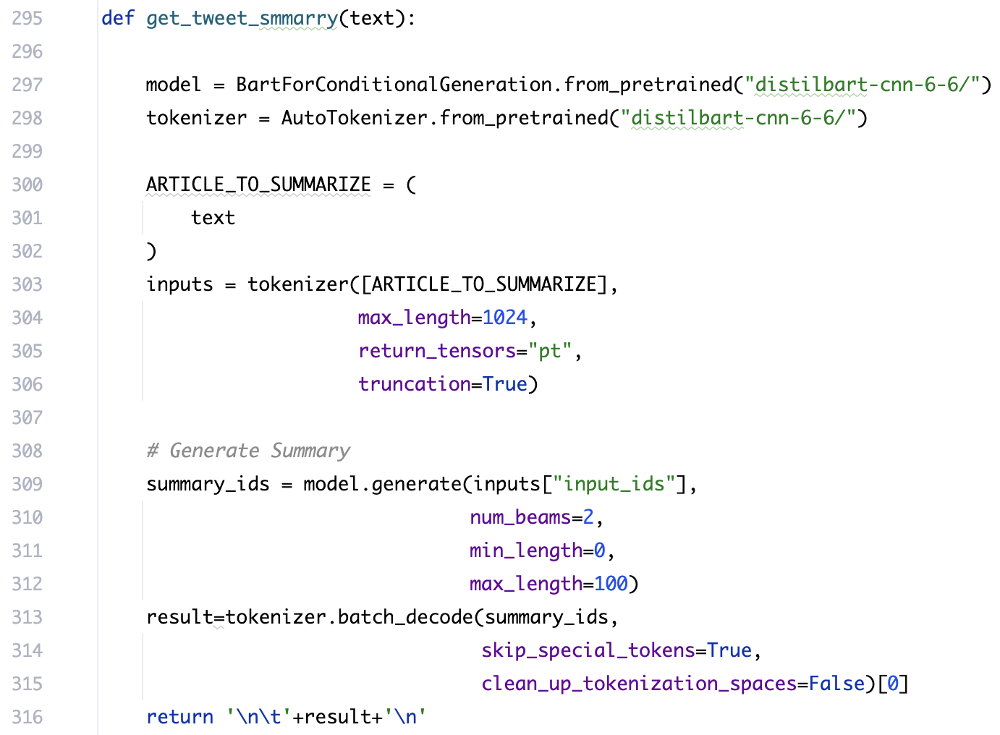 295 def get_tweet_smmarry(text):
296
297 model = BartForConditionalGeneration.from_pretrained("distilbart-cnn-6-6/")
298 tokenizer = AutoTokenizer.from_pretrained("distilbart-cnn-6-6/")
299
300 ARTICLE_TO_SUMMARIZE = (
301 text
302 )
303 inputs = tokenizer([ARTICLE_TO_SUMMARIZE],
304 max_length=1024,
305 return_tensors="pt",
306 truncation=True)
307
308 # Generate Summary
309 summary_ids = model.generate(inputs["input_ids"],
310 num_beams=2,
311 min_length=0,
312 max_length=100)
313 result=tokenizer.batch_decode(summary_ids,
314 skip_special_tokens=True,
315 clean_up_tokenization_spaces=False)[0]
316 return '\n\t'+result+'\n'